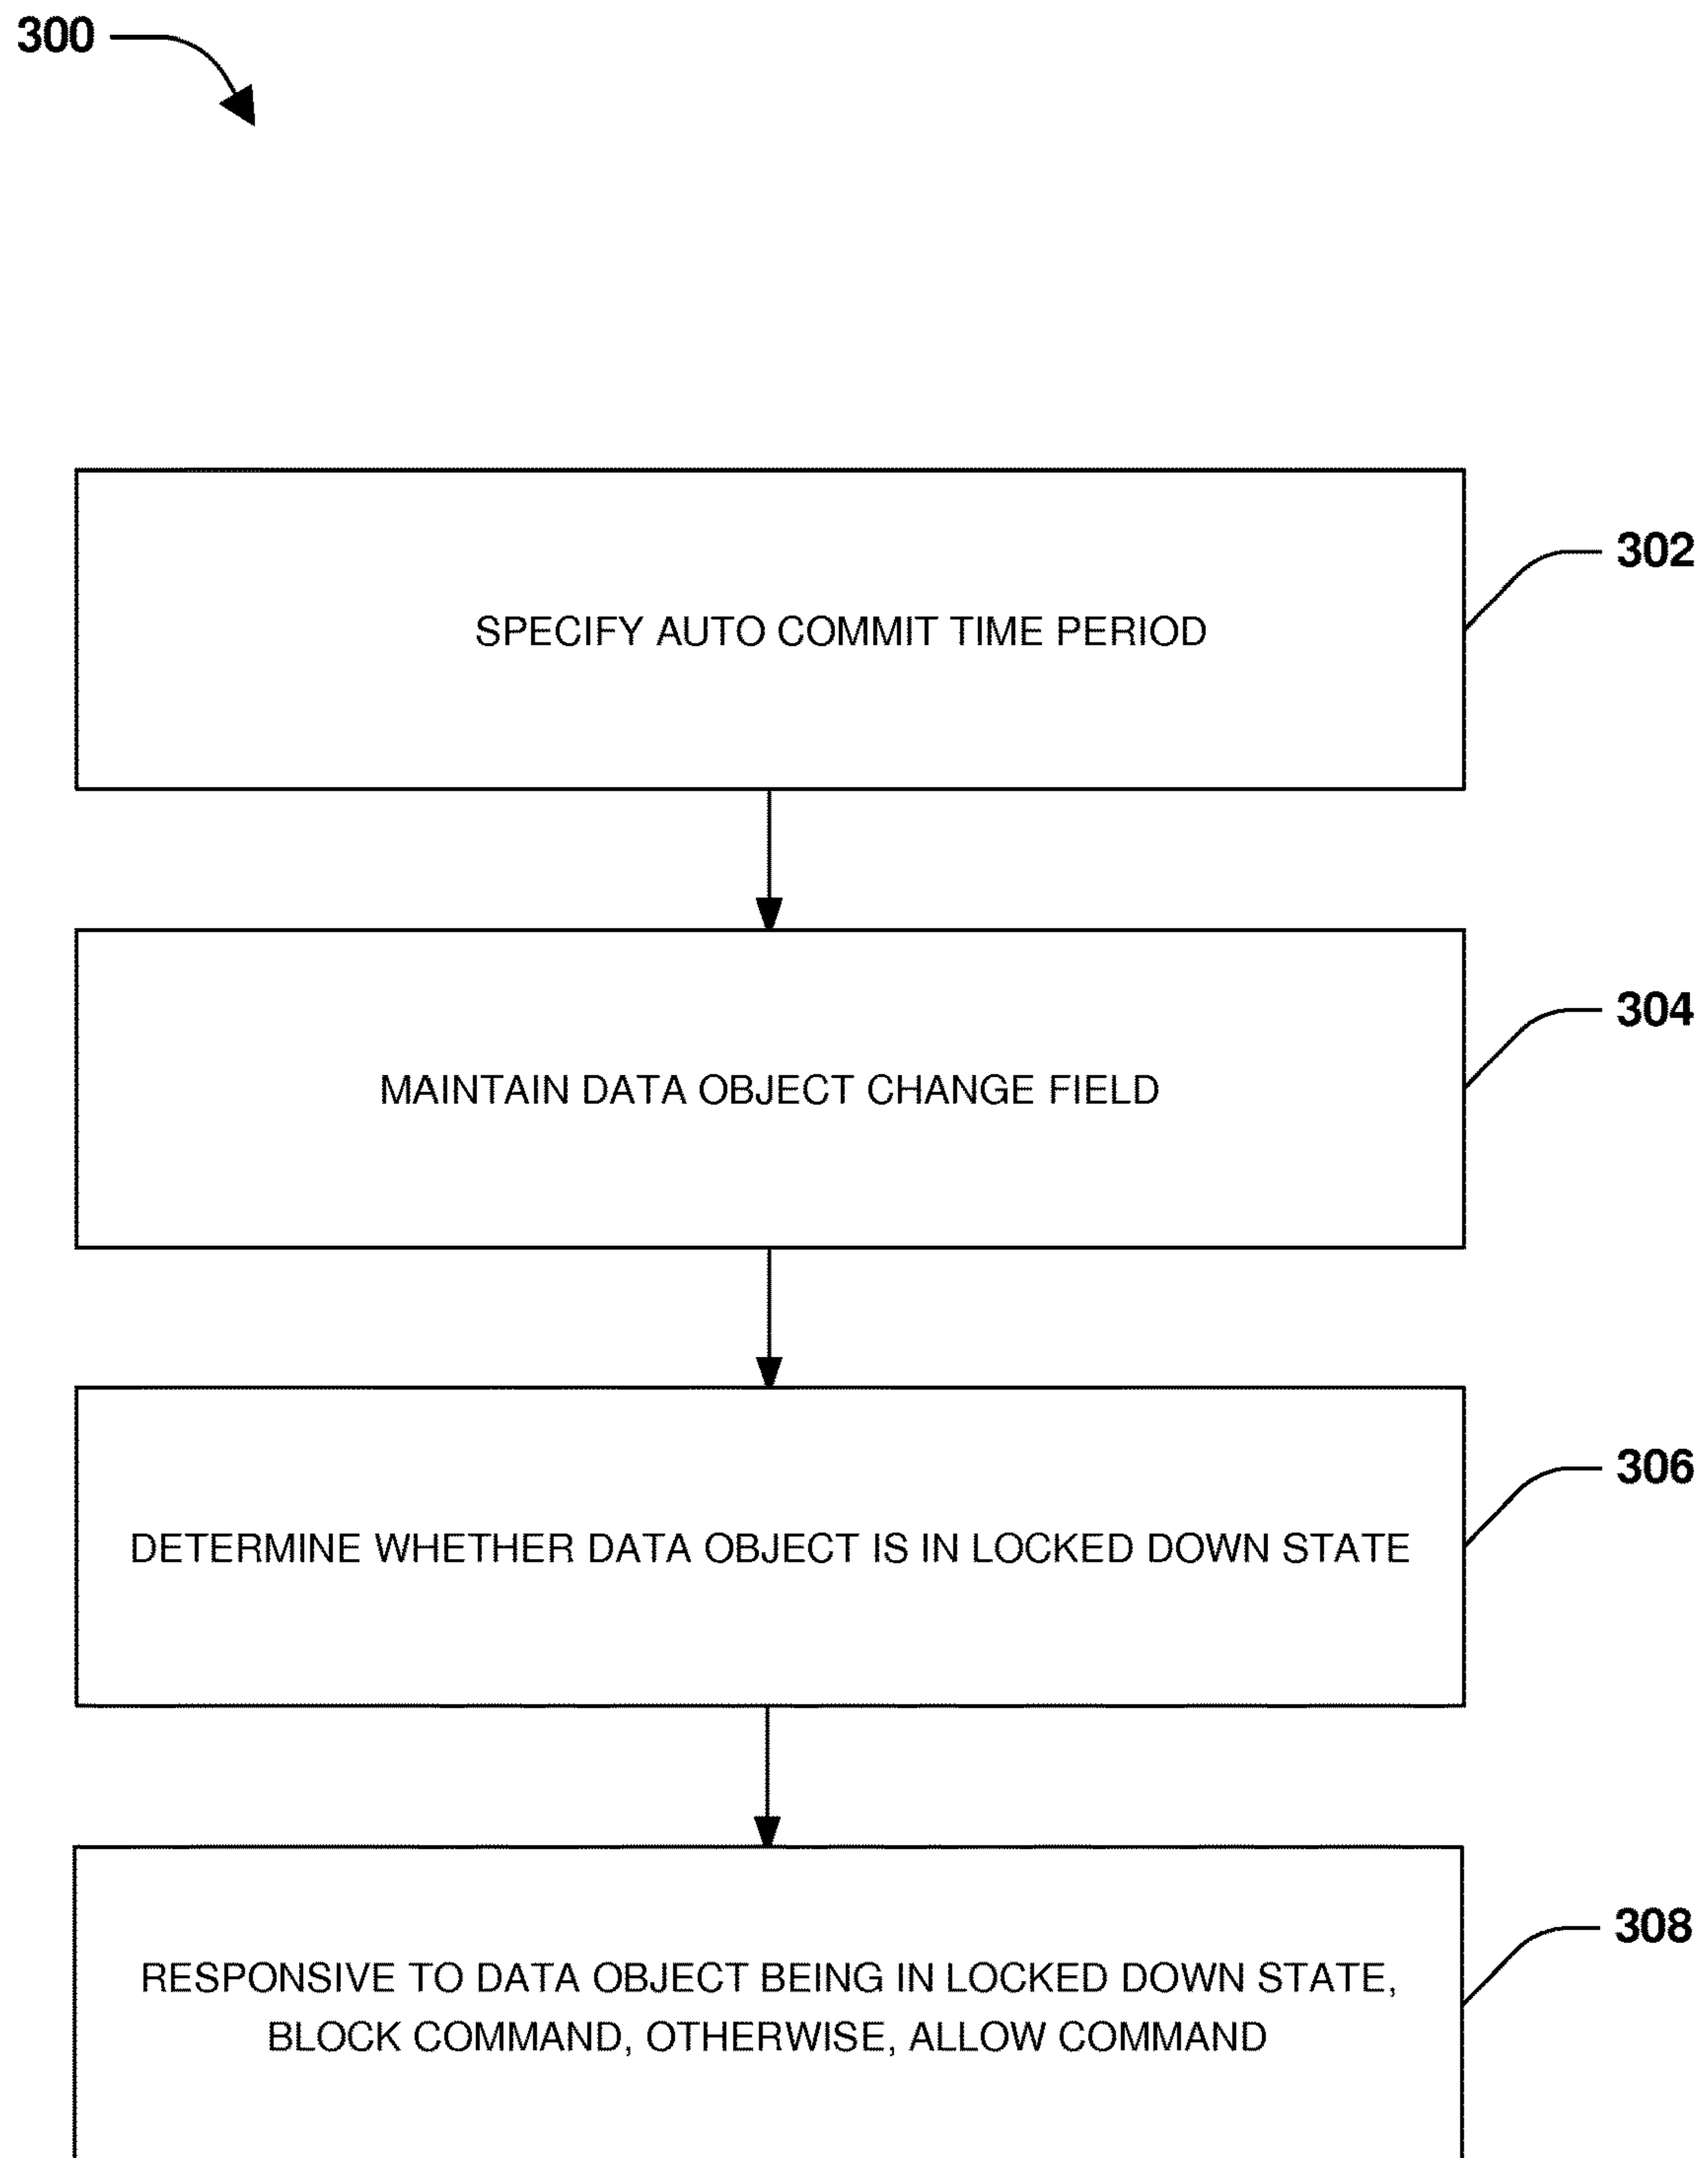 300
SPECIFY AUTO COMMIT TIME PERIOD
302
MAINTAIN DATA OBJECT CHANGE FIELD
304
DETERMINE WHETHER DATA OBJECT IS IN LOCKED DOWN STATE
306
RESPONSIVE TO DATA OBJECT BEING IN LOCKED DOWN STATE,
BLOCK COMMAND, OTHERWISE, ALLOW COMMAND
308